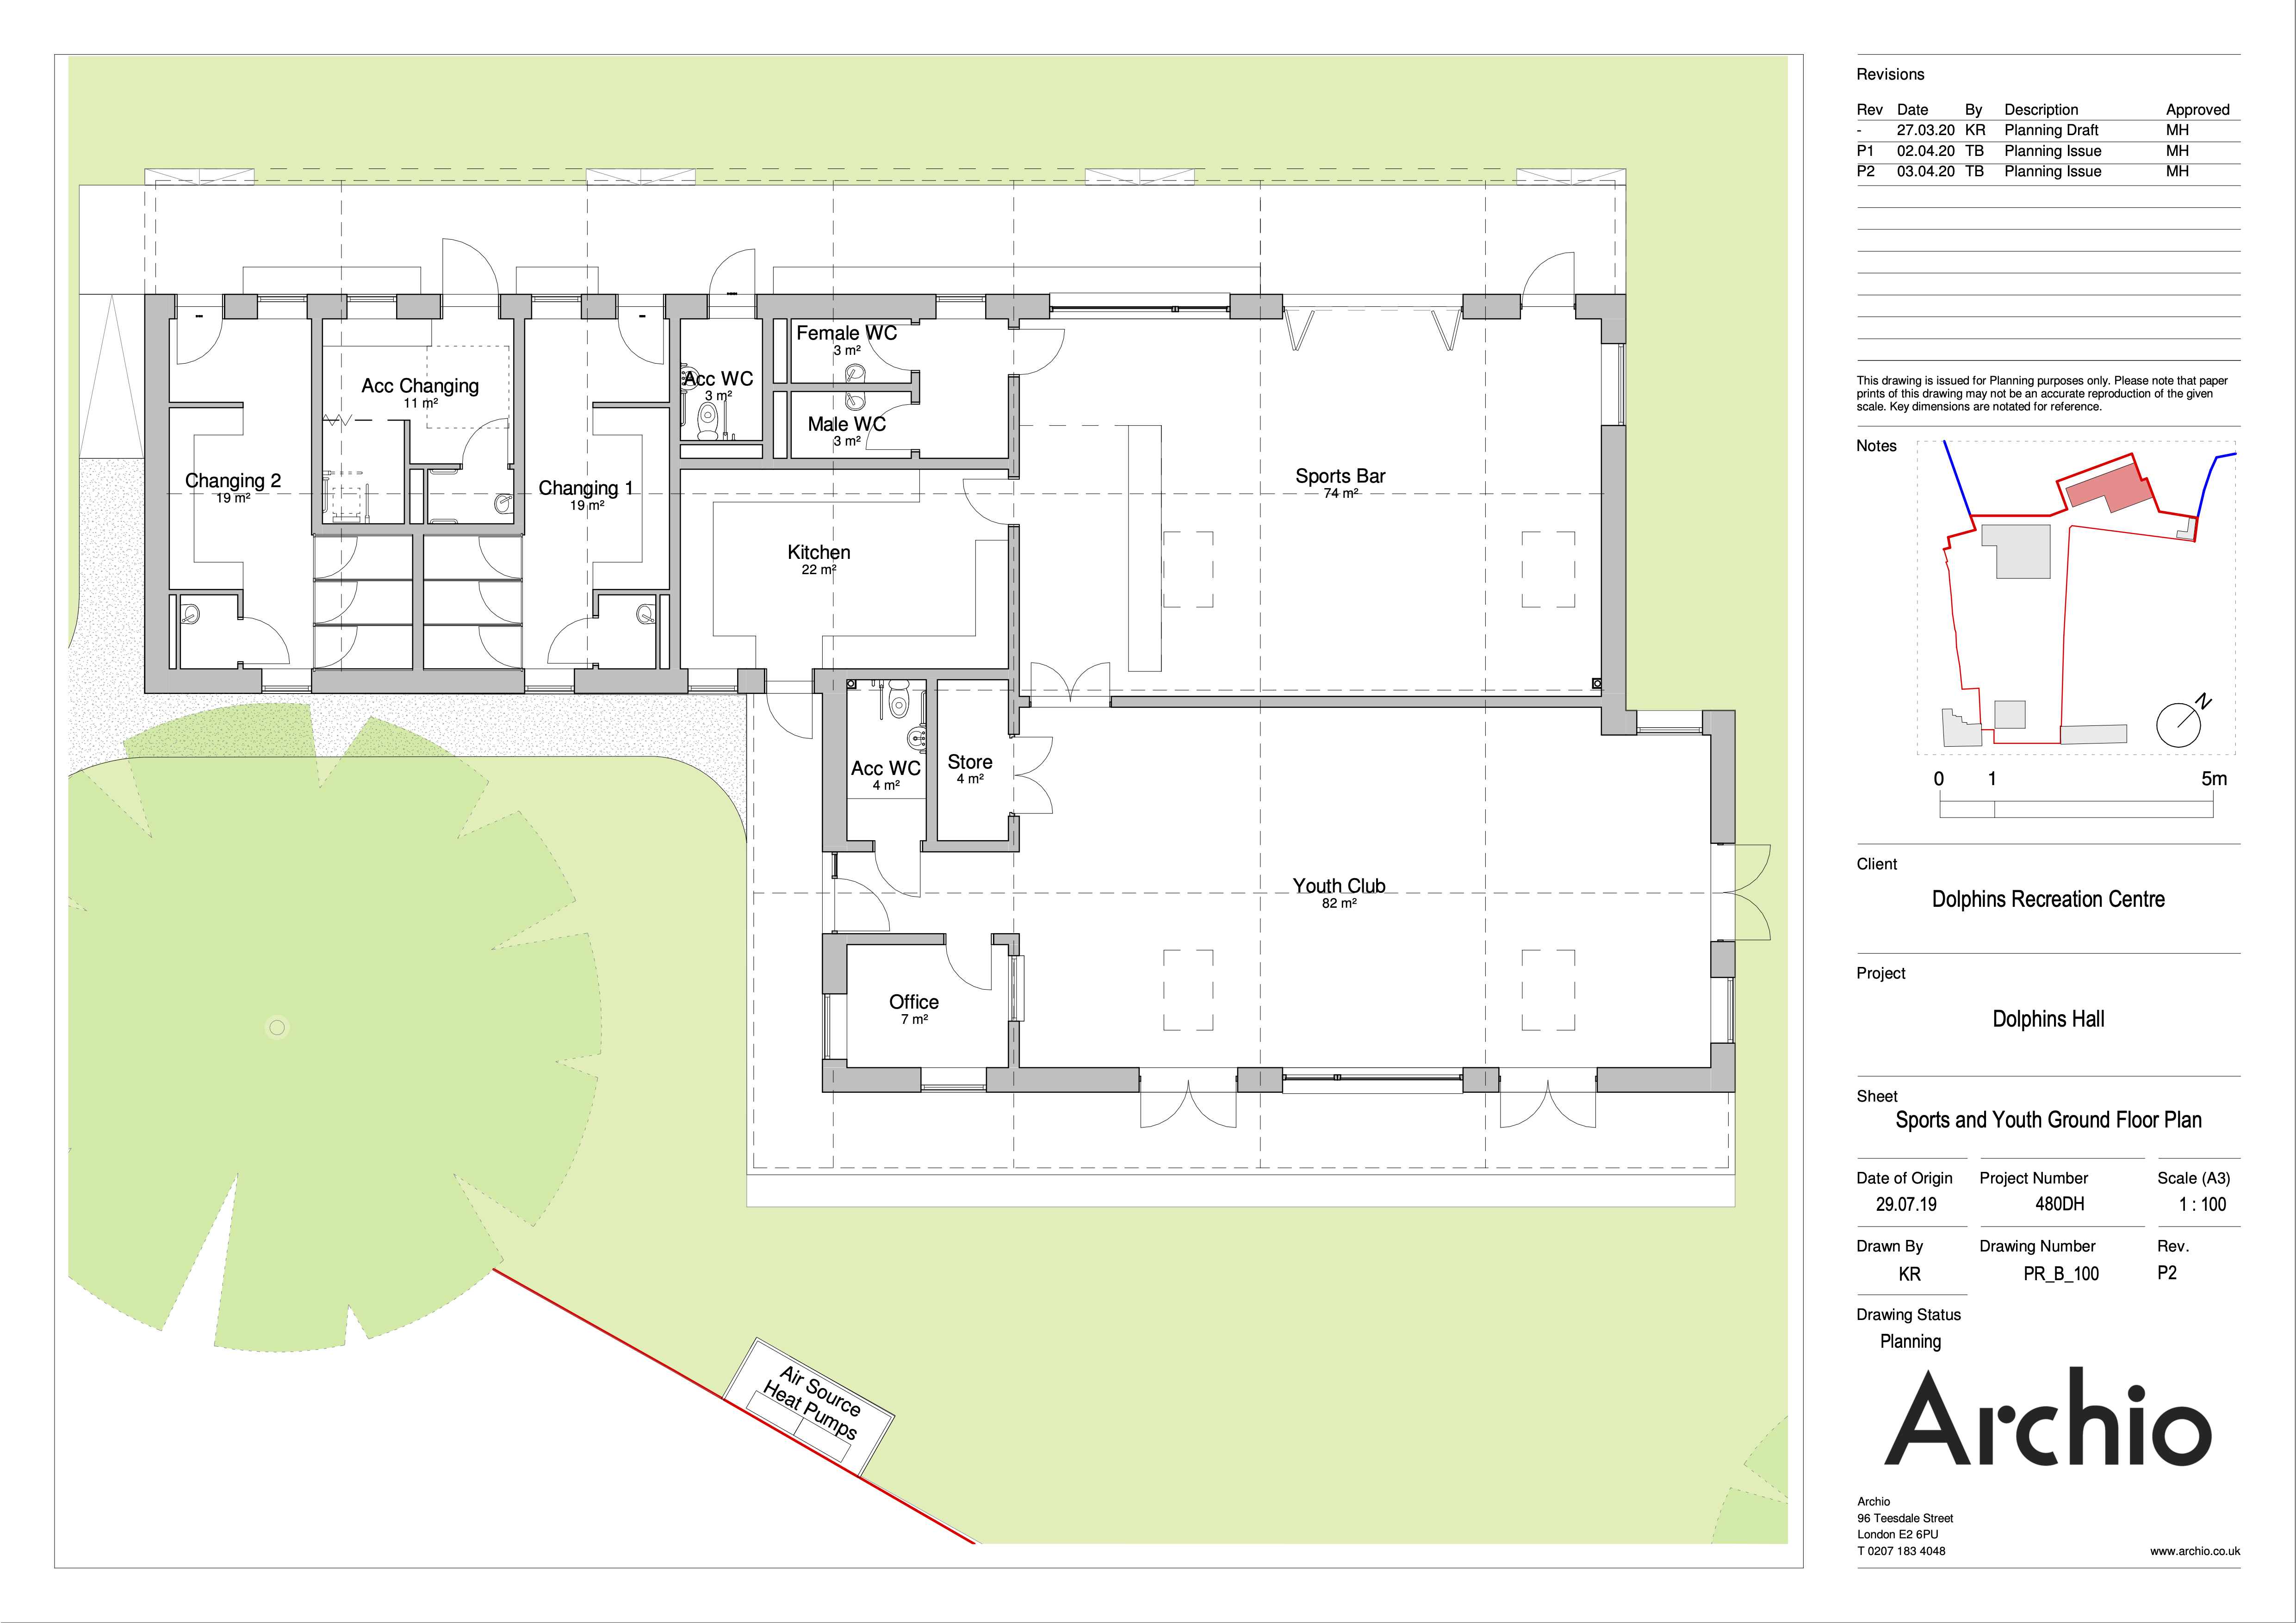 Female WC
3 m²
Acc WC
3 m²
Acc Changing
11 m²
Male WC
3 m²
Changing 2
19 m²
Changing 1
19 m²
Sports Bar
74 m²
Kitchen
22 m²
Acc WC
4 m²
Store
4 m²
Youth Club
82 m²
Office
7 m²
Air Source
Heat Pumps
Revisions
Rev Date By Description Approved
- 27.03.20 KR Planning Draft MH
P1 02.04.20 TB Planning Issue MH
P2 03.04.20 TB Planning Issue MH
This drawing is issued for Planning purposes only. Please note that paper
prints of this drawing may not be an accurate reproduction of the given
scale. Key dimensions are notated for reference.
Notes
N
0 1 5m
Client
Dolphins Recreation Centre
Project
Dolphins Hall
Sheet
Sports and Youth Ground Floor Plan
Date of Origin Project Number Scale (A3)
29.07.19 480DH 1 : 100
Drawn By Drawing Number Rev.
KR PR_B_100 P2
Drawing Status
Planning
Archio
Archio
96 Teesdale Street
London E2 6PU
T 0207 183 4048 www.archio.co.uk